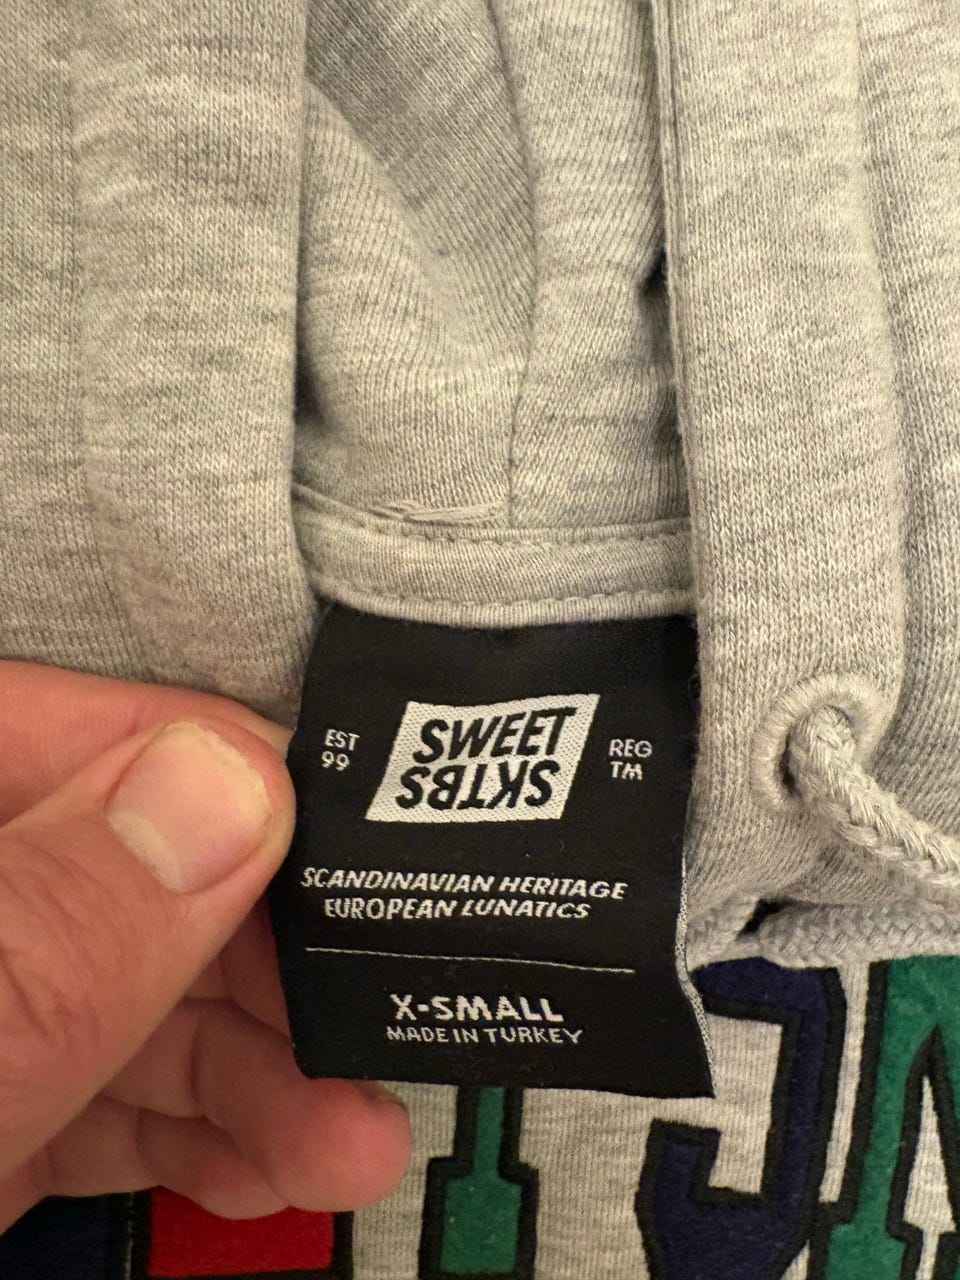 EST
99
SWEET
SKTBS
REG
TM
SCANDINAVIAN HERITAGE
EUROPEAN LUNATICS
X-SMALL
MADE IN TURKEY